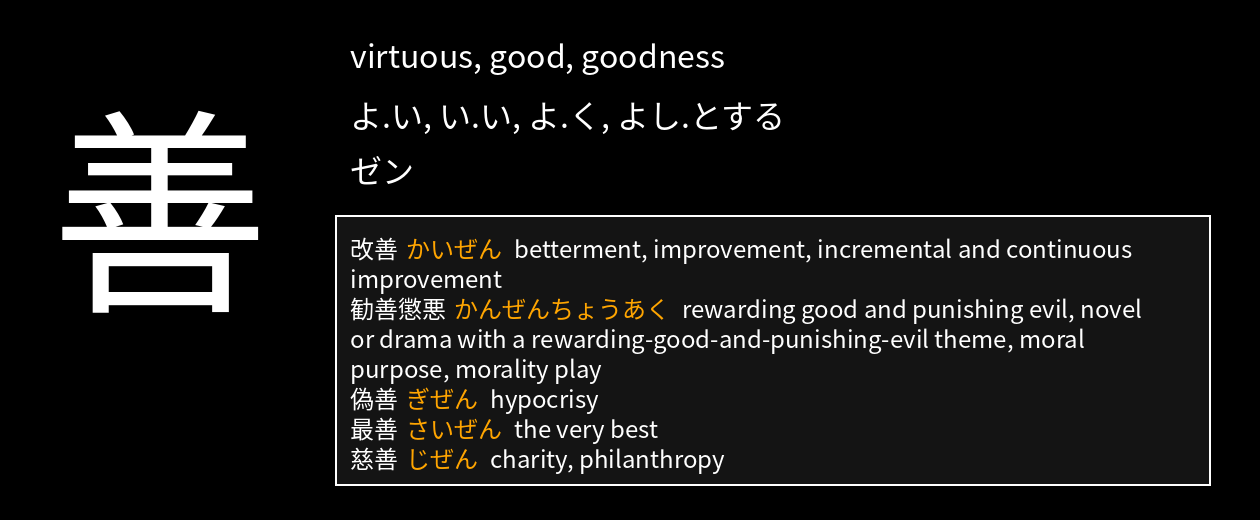 善
virtuous, good, goodness
よ.い, い.い, よ.く, よし.とする
ゼン
改善 かいぜん betterment, improvement, incremental and continuous
improvement
勧善懲悪 かんぜんちょうあく rewarding good and punishing evil, novel
or drama with a rewarding-good-and-punishing-evil theme, moral
purpose, morality play
偽善 ぎぜん hypocrisy
最善 さいぜん the very best
慈善 じぜん charity, philanthropy